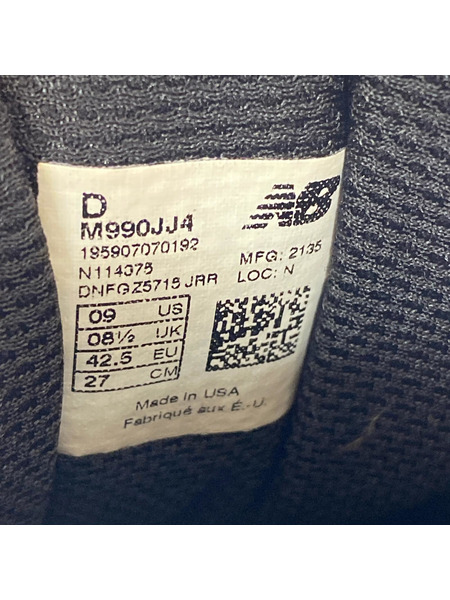 D
M990JJ4
195907070192
N114375
DNFGZ5715 JRR
MFG: 2135
LOC: N
09 US
08½ UK
42.5 EU
27 CM
Made in USA
Fabriqué aux É.-U.